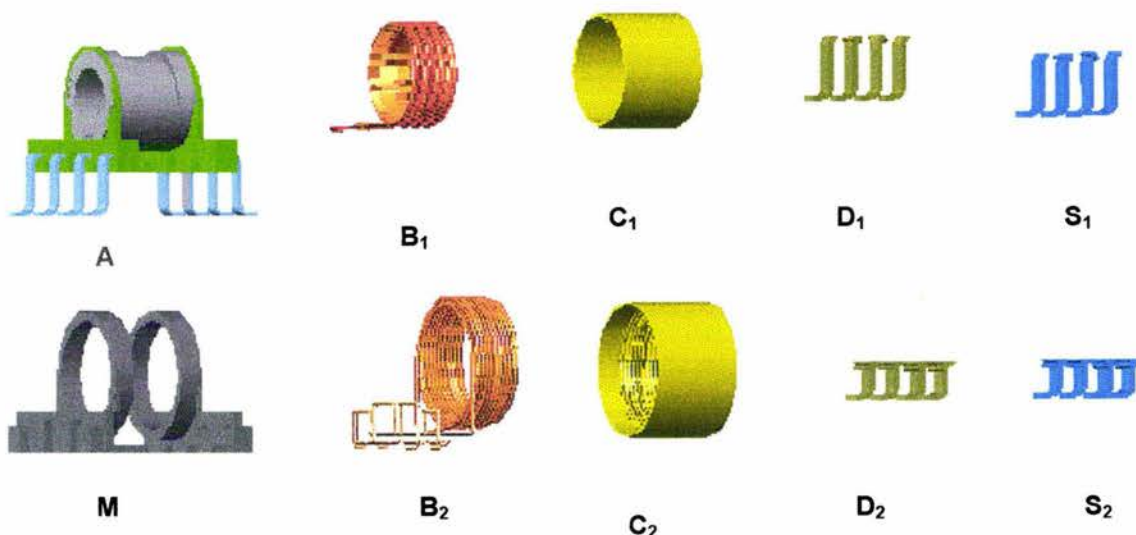 A B₁ C₁ D₁ S₁
M B₂ C₂ D₂ S₂